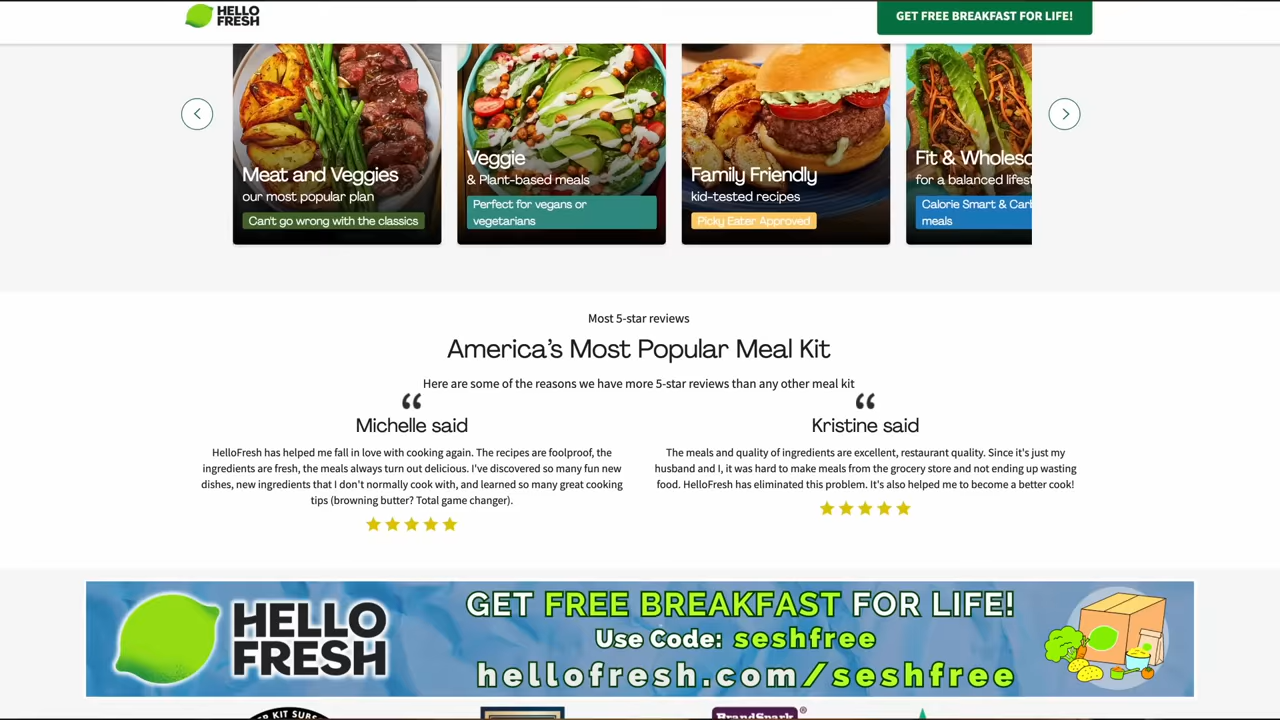 HELLO
FRESH
GET FREE BREAKFAST FOR LIFE!
Meat and Veggies
our most popular plan
Can't go wrong with the classics
Veggie
& Plant-based meals
Perfect for vegans or
vegetarians
Family Friendly
kid-tested recipes
Picky Eater Approved
Fit &
for a balanced
Calorie Smart &
meals
Most 5-star reviews
America's Most Popular Meal Kit
Here are some of the reasons we have more 5-star reviews than any other meal kit
“
Michelle said
HelloFresh has helped me fall in love with cooking again. The recipes are foolproof, the
ingredients are fresh, the meals always turn out delicious. I've discovered so many fun new
dishes, new ingredients that I don't normally cook with, and learned so many great cooking
tips (browning butter? Total game changer).
“
Kristine said
The meals and quality of ingredients are excellent, restaurant quality. Since it's just my
husband and I, it was hard to make meals from the grocery store and not ending up wasting
food. HelloFresh has eliminated this problem. It's also helped me to become a better cook!
HELLO
FRESH
GET FREE BREAKFAST FOR LIFE!
Use Code: seshfree
hellofresh.com/seshfree
KIT
BrandSpark®